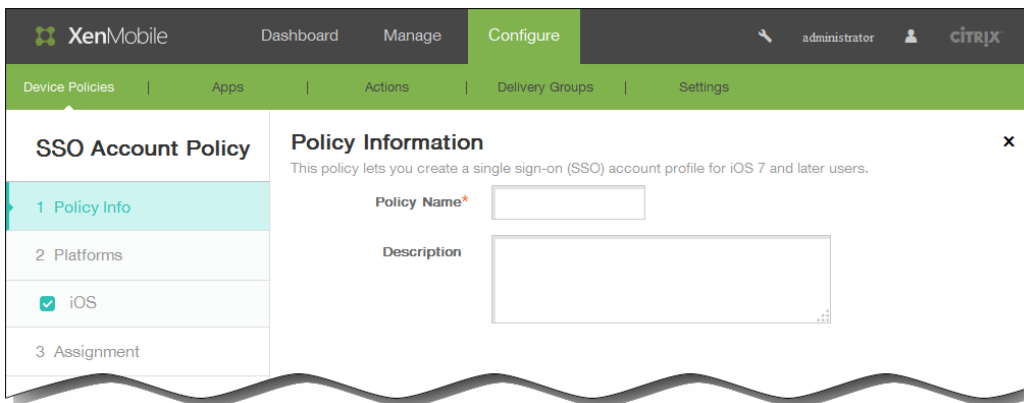 XenMobile Dashboard Manage Configure administrator CİTRIX
Device Policies | Apps | Actions | Delivery Groups | Settings
SSO Account Policy
1 Policy Info
2 Platforms
iOS
3 Assignment
Policy Information
This policy lets you create a single sign-on (SSO) account profile for iOS 7 and later users.
Policy Name*
Description